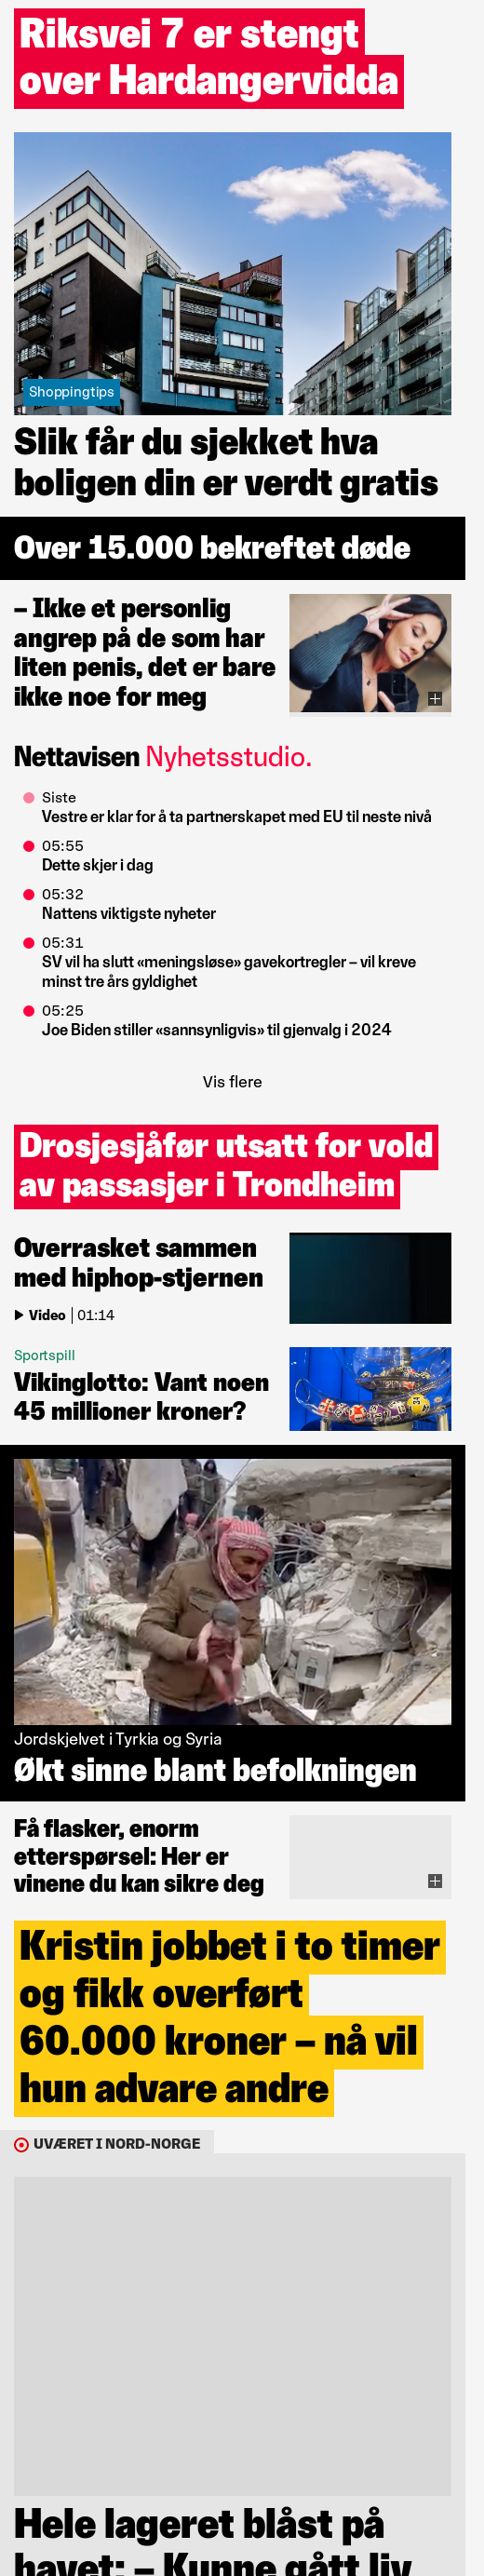 Riksvei 7 er stengt
over Hardangervidda
Shoppingtips
Slik får du sjekket hva
boligen din er verdt gratis
Over 15.000 bekreftet døde
– Ikke et personlig
angrep på de som har
liten penis, det er bare
ikke noe for meg
Nettavisen Nyhetsstudio.
Siste
Vestre er klar for å ta partnerskapet med EU til neste nivå
05:55
Dette skjer i dag
05:32
Nattens viktigste nyheter
05:31
SV vil ha slutt «meningsløse» gavekortregler – vil kreve
minst tre års gyldighet
05:25
Joe Biden stiller «sannsynligvis» til gjenvalg i 2024
Vis flere
Drosjesjåfør utsatt for vold
av passasjer i Trondheim
Overrasket sammen
med hiphop-stjernen
Video | 01:14
Sportspill
Vikinglotto: Vant noen
45 millioner kroner?
Jordskjelvet i Tyrkia og Syria
Økt sinne blant befolkningen
Få flasker, enorm
etterspørsel: Her er
vinene du kan sikre deg
Kristin jobbet i to timer
og fikk overført
60.000 kroner – nå vil
hun advare andre
UVÆRET I NORD-NORGE
Hele lageret blåst på
havet: – Kunne gått liv